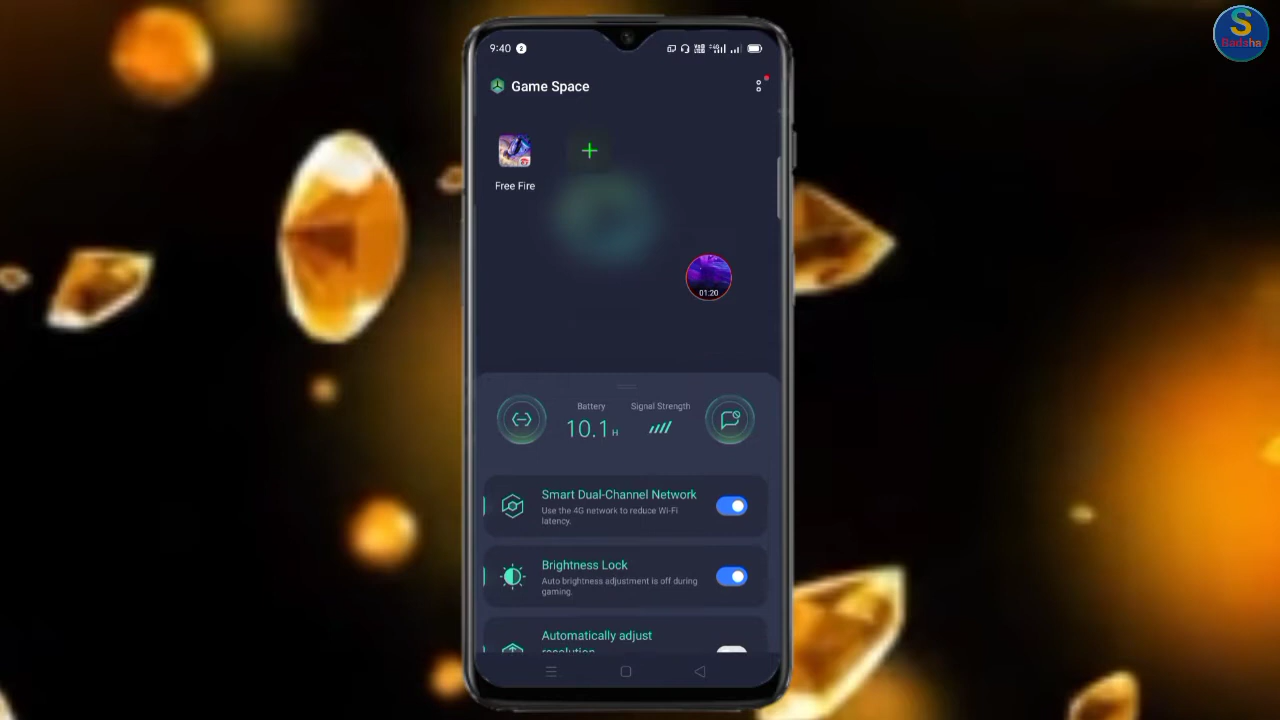 S
Badsha
9:40
Game Space
Free Fire
01:20
Battery
Signal Strength
10.1 H
Smart Dual-Channel Network
Use the 4G network to reduce Wi-Fi
latency.
Brightness Lock
Auto brightness adjustment is off during
gaming.
Automatically adjust
resolution